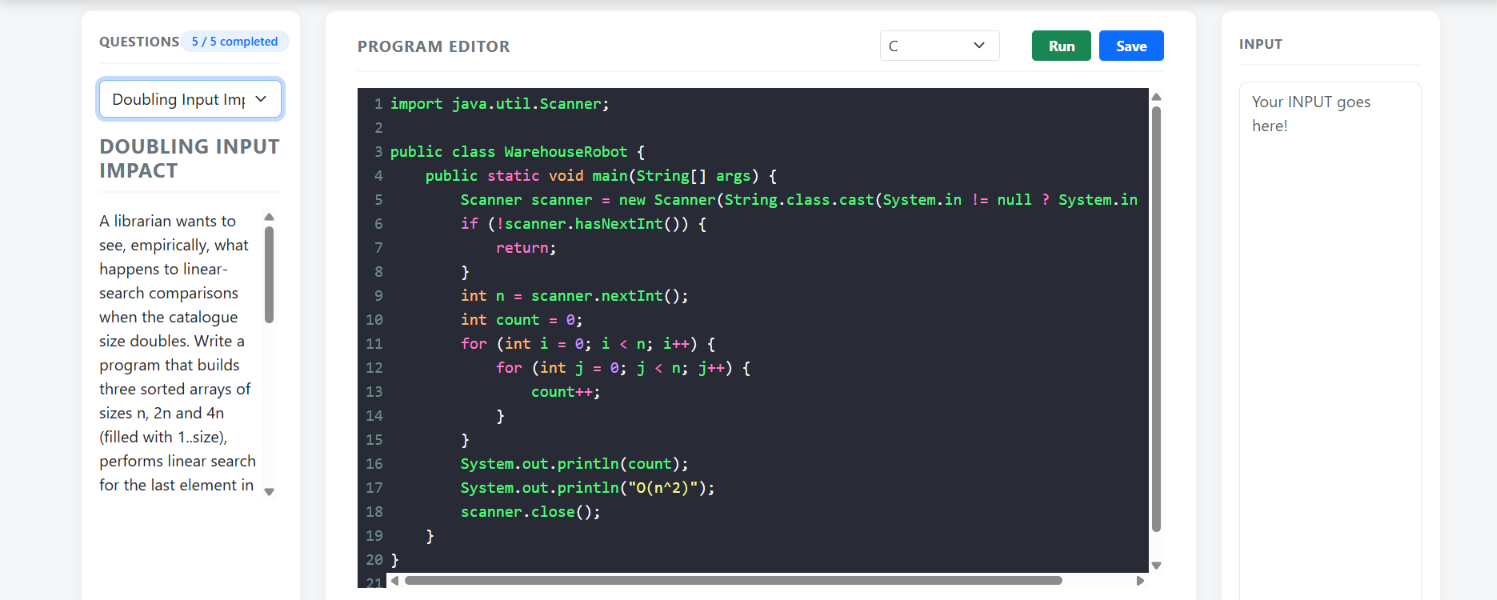 QUESTIONS 5 / 5 completed
Doubling Input Imp
DOUBLING INPUT
IMPACT
A librarian wants to
see, empirically, what
happens to linear-
search comparisons
when the catalogue
size doubles. Write a
program that builds
three sorted arrays of
sizes n, 2n and 4n
(filled with 1..size),
performs linear search
for the last element in
PROGRAM EDITOR
C
Run
Save
1 import java.util.Scanner;
2
3 public class WarehouseRobot {
4 public static void main(String[] args) {
5 Scanner scanner = new Scanner(String.class.cast(System.in != null ? System.in
6 if (!scanner.hasNextInt()) {
7 return;
8 }
9 int n = scanner.nextInt();
10 int count = 0;
11 for (int i = 0; i < n; i++) {
12 for (int j = 0; j < n; j++) {
13 count++;
14 }
15 }
16 System.out.println(count);
17 System.out.println("O(n^2)");
18 scanner.close();
19 }
20 }
21
INPUT
Your INPUT goes
here!